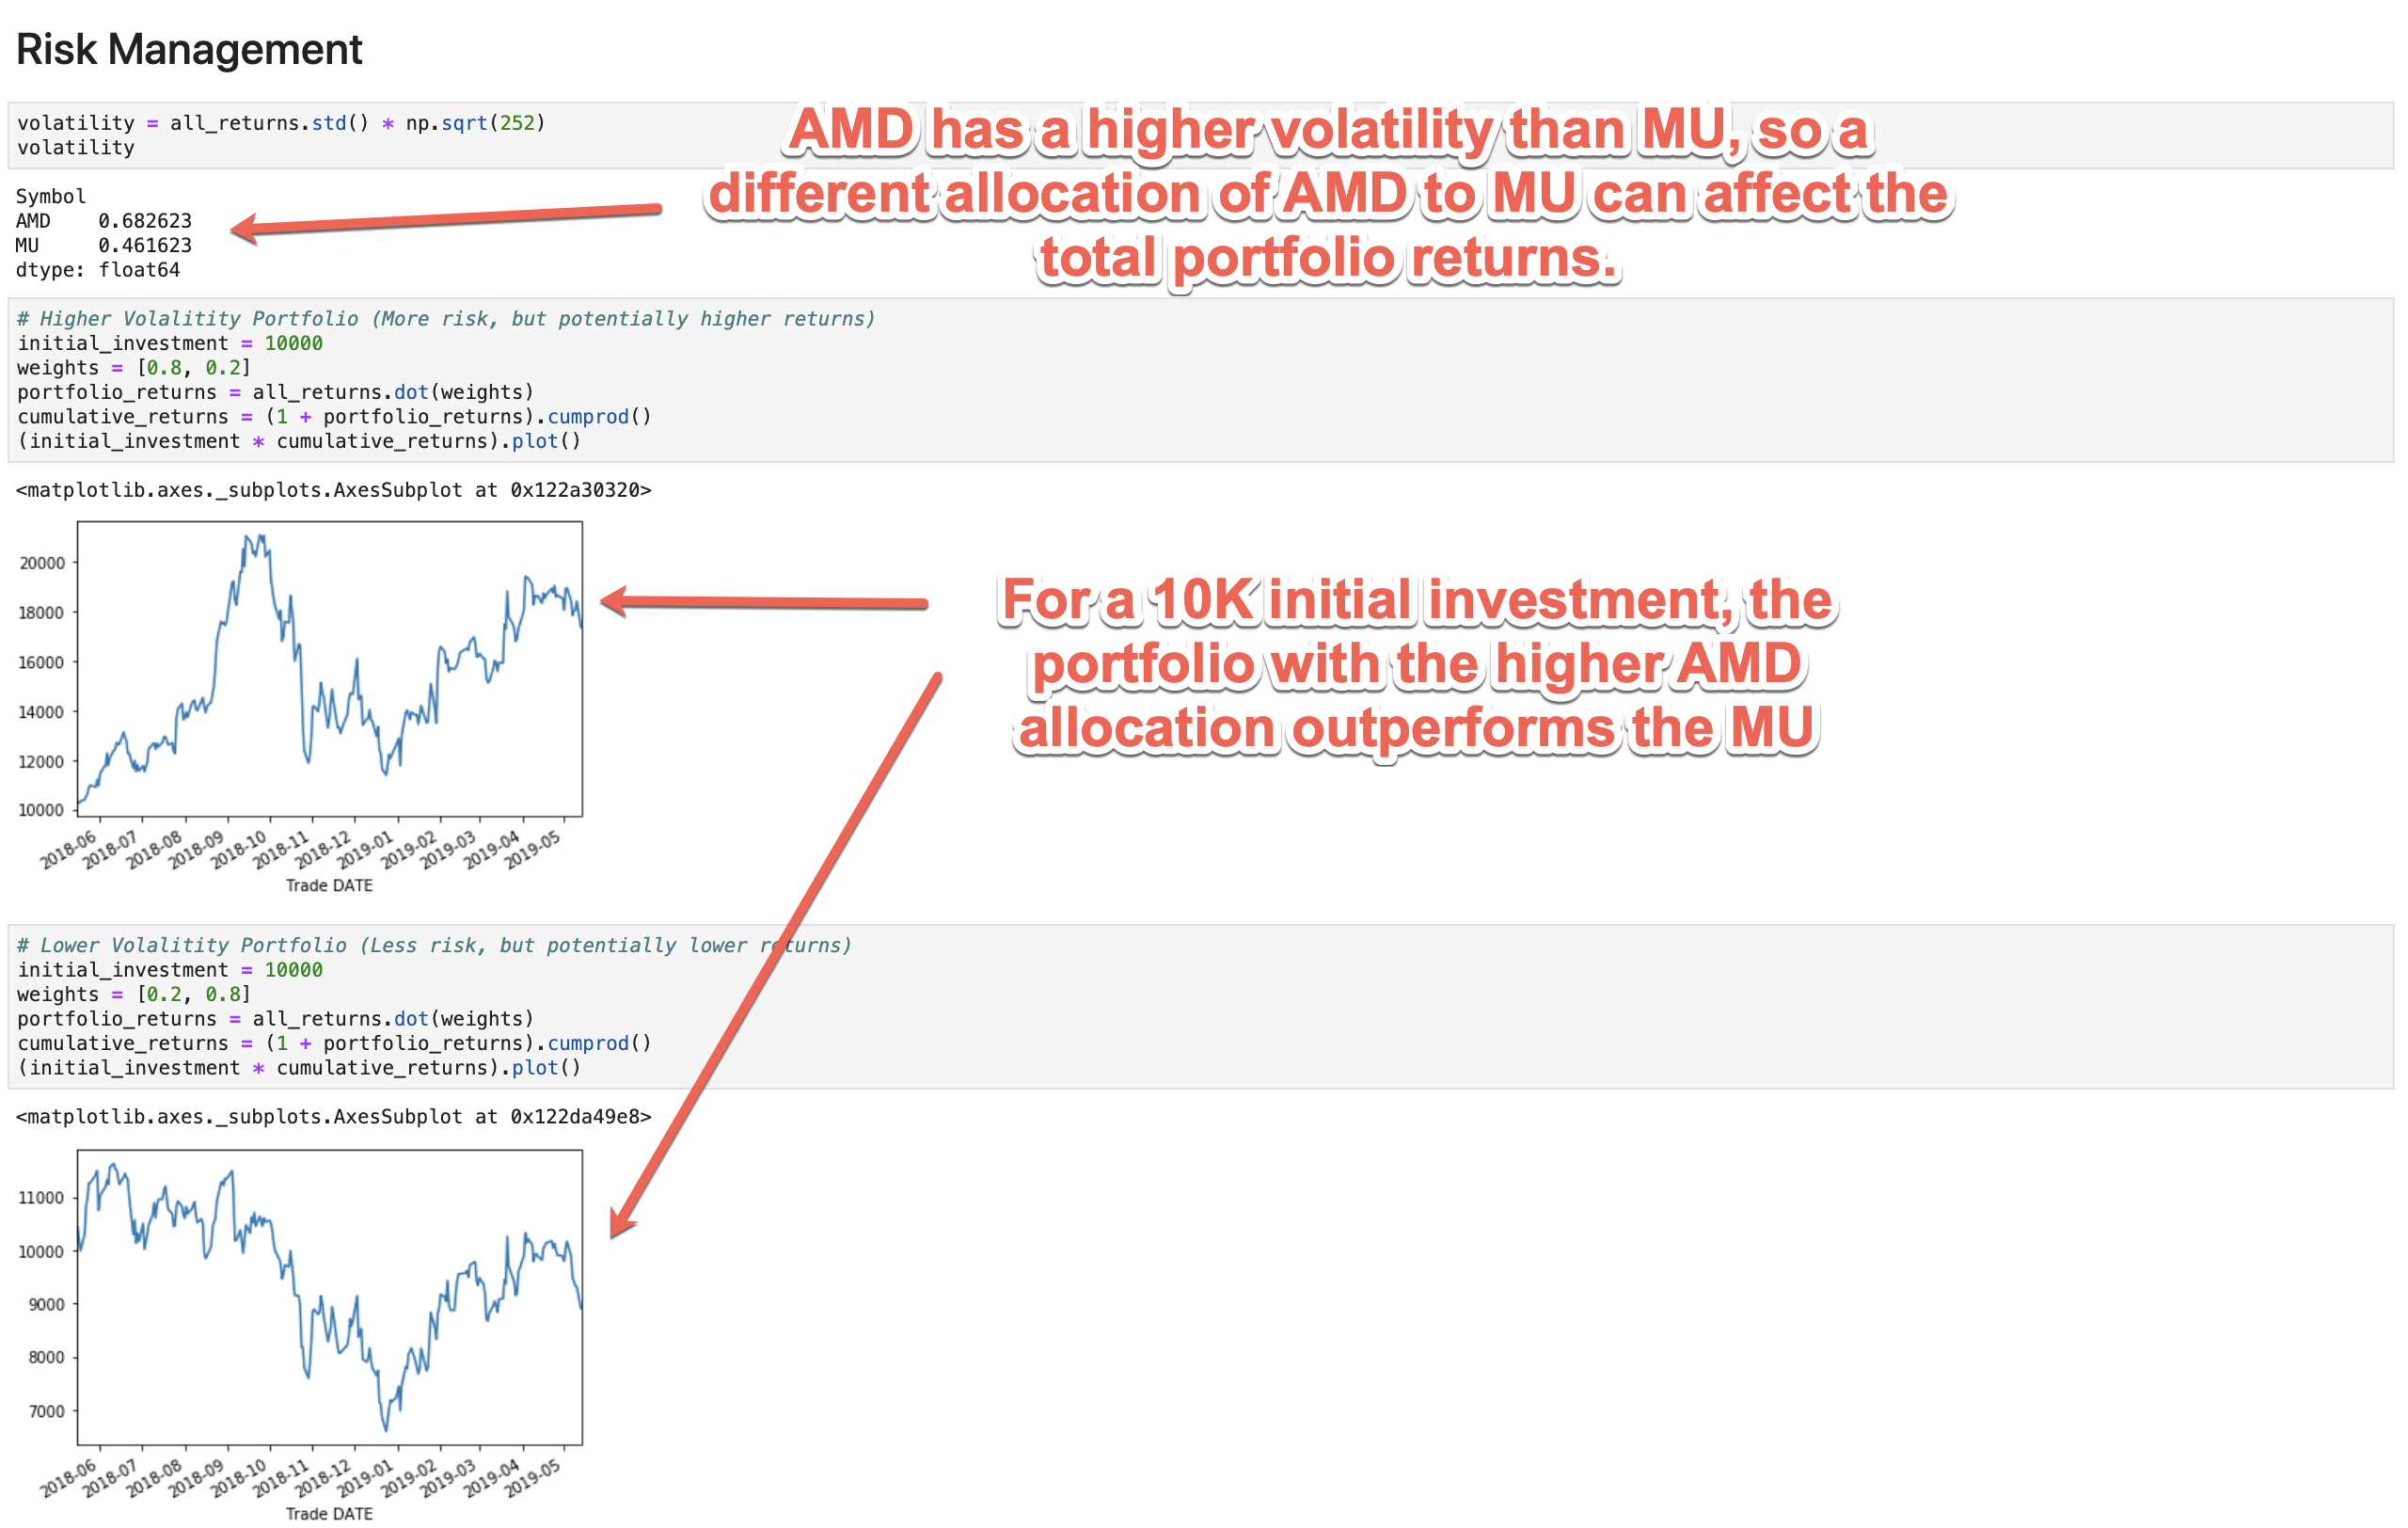 Risk Management
volatility = all_returns.std() * np.sqrt(252)
volatility
AMD has a higher volatility than MU, so a
different allocation of AMD to MU can affect the
total portfolio returns.
Symbol
AMD    0.682623
MU     0.461623
dtype: float64
# Higher Volalitity Portfolio (More risk, but potentially higher returns)
initial_investment = 10000
weights = [0.8, 0.2]
portfolio_returns = all_returns.dot(weights)
cumulative_returns = (1 + portfolio_returns).cumprod()
(initial_investment * cumulative_returns).plot()
<matplotlib.axes._subplots.AxesSubplot at 0x122a30320>
20000
18000
16000
14000
12000
10000
2018-06
2018-07
2018-08
2018-09
2018-10
2018-11
2018-12
2019-01
2019-02
2019-03
2019-04
2019-05
Trade DATE
For a 10K initial investment, the
portfolio with the higher AMD
allocation outperforms the MU
# Lower Volalitity Portfolio (Less risk, but potentially lower returns)
initial_investment = 10000
weights = [0.2, 0.8]
portfolio_returns = all_returns.dot(weights)
cumulative_returns = (1 + portfolio_returns).cumprod()
(initial_investment * cumulative_returns).plot()
<matplotlib.axes._subplots.AxesSubplot at 0x122da49e8>
11000
10000
9000
8000
7000
2018-06
2018-07
2018-08
2018-09
2018-10
2018-11
2018-12
2019-01
2019-02
2019-03
2019-04
2019-05
Trade DATE